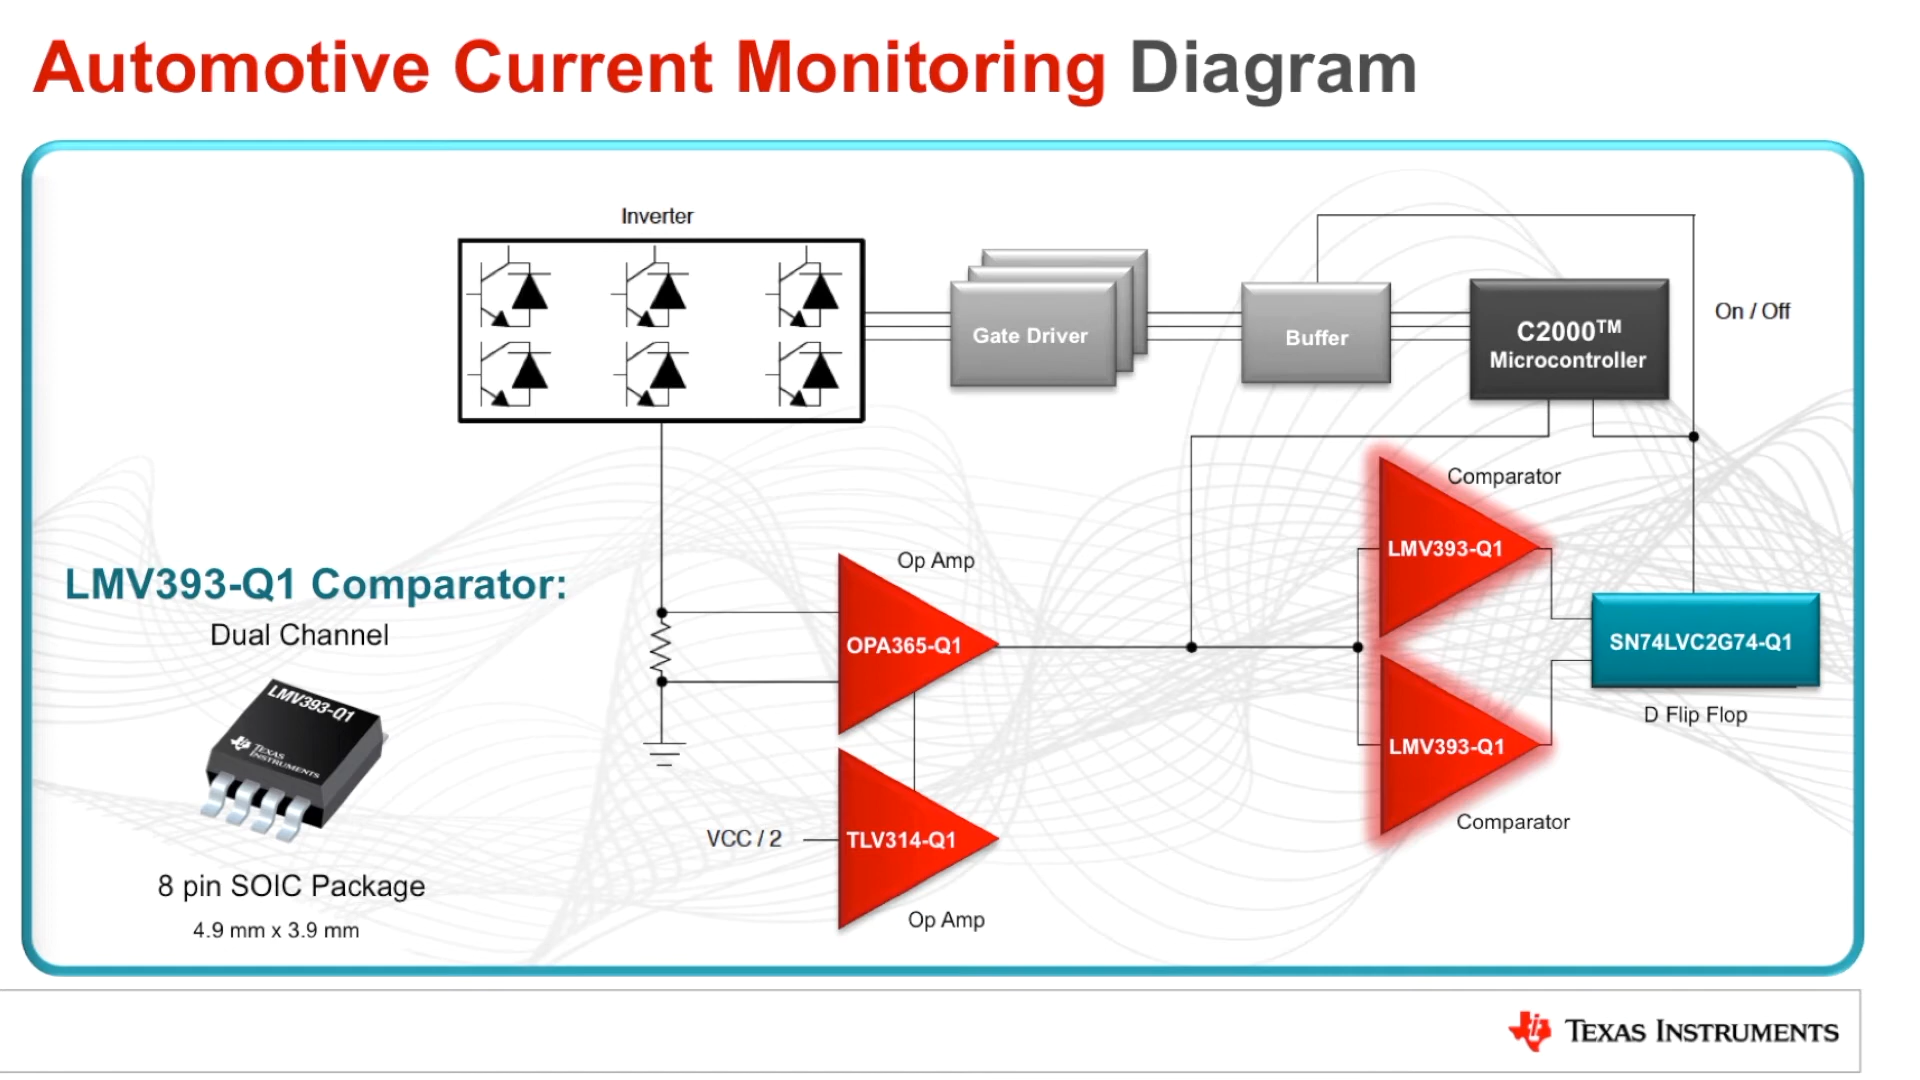 Automotive Current Monitoring Diagram
Inverter
Gate Driver
Buffer
C2000™
Microcontroller
On / Off
Comparator
LMV393-Q1
Op Amp
LMV393-Q1 Comparator:
Dual Channel
OPA365-Q1
SN74LVC2G74-Q1
D Flip Flop
LMV393-Q1
TEXAS
INSTRUMENTS
LMV393-Q1
Comparator
VCC / 2
TLV314-Q1
Op Amp
8 pin SOIC Package
4.9 mm x 3.9 mm
TEXAS INSTRUMENTS